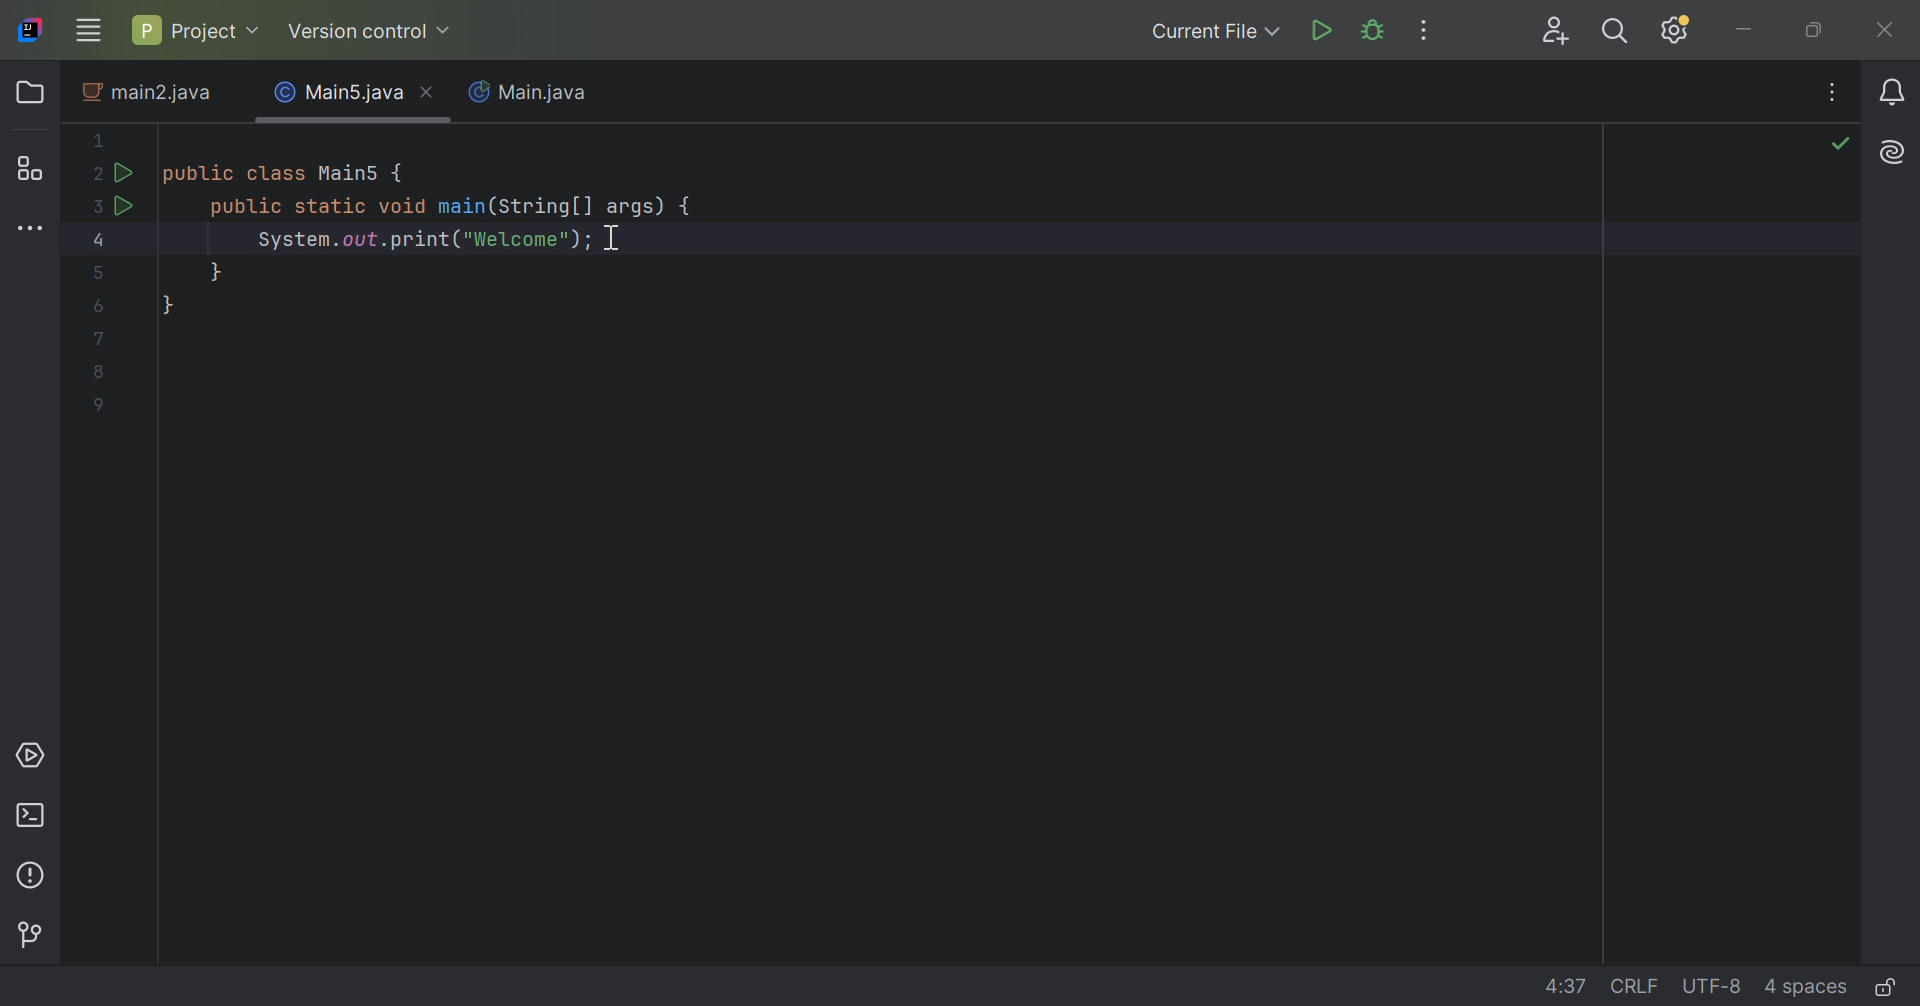 P Project Version control Current File
main2.java Main5.java Main.java
1
2 public class Main5 {
3 public static void main(String[] args) {
4 System.out.print("Welcome");
5 }
6 }
7
8
9
4:37 CRLF UTF-8 4 spaces